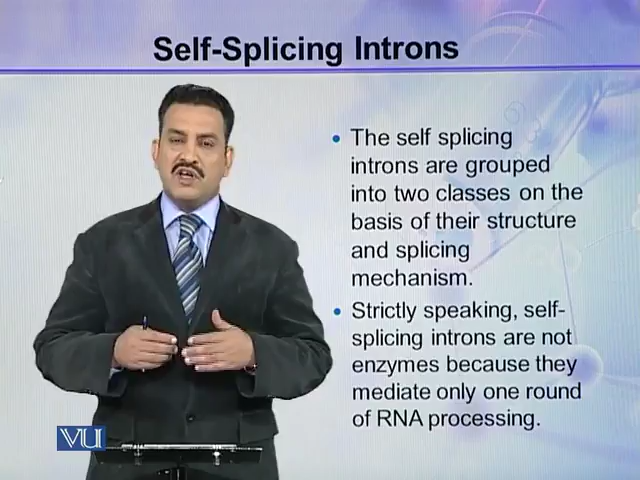 Self-Splicing Introns
The self splicing
introns are grouped
into two classes on the
basis of their structure
and splicing
mechanism.
Strictly speaking, self-
splicing introns are not
enzymes because they
mediate only one round
of RNA processing.
VU